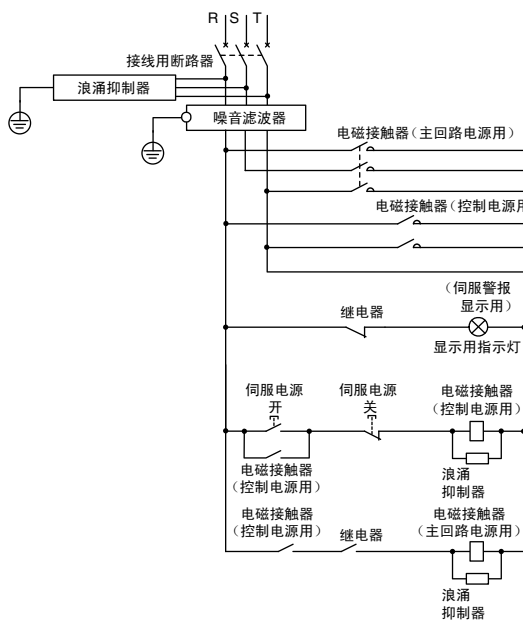 R S T
接线用断路器
浪涌抑制器
噪音滤波器
电磁接触器（主回路电源用）
电磁接触器（控制电源用
（伺服警报
显示用）
继电器
显示用指示灯
伺服电源
开
伺服电源
关
电磁接触器
（控制电源用）
电磁接触器
（控制电源用）
浪涌
抑制器
电磁接触器
（控制电源用）
继电器
电磁接触器
（主回路电源用）
浪涌
抑制器